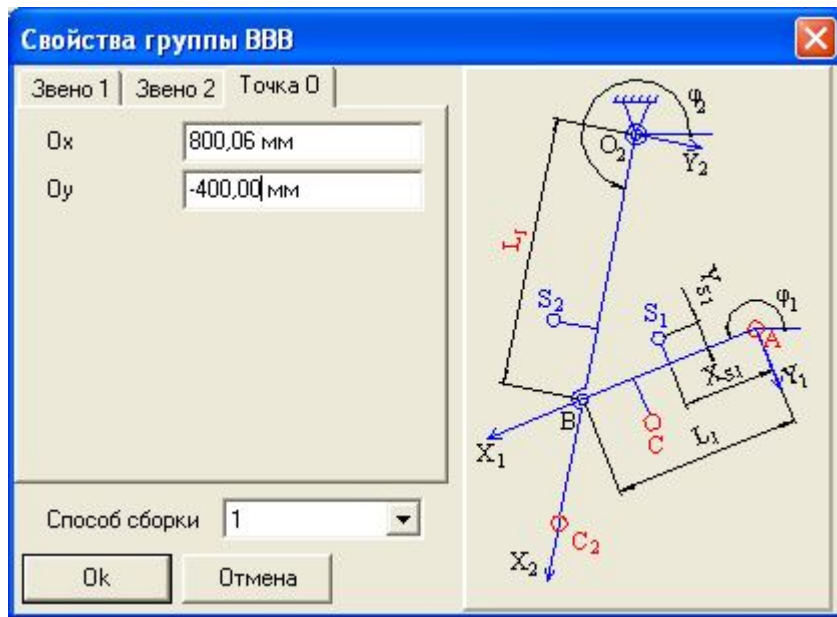 Свойства группы ВВВ
Звено 1 Звено 2 Точка O
Ox 800,06 мм
Oy -400,00 мм
Способ сборки 1
Ok Отмена
φ2
O2
Y2
L1
S2
S1
YS1
φ1
A
XS1
Y1
B
C
L1
X1
C2
X2